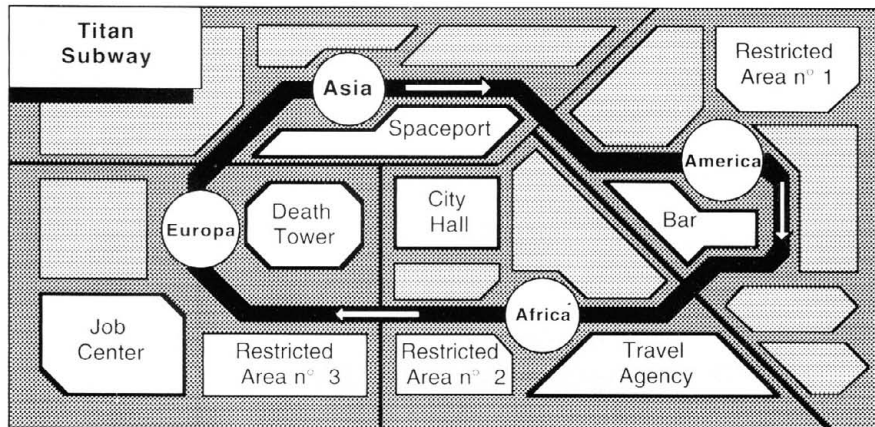 Titan
Subway
Asia
Restricted
Area n° 1
Spaceport
America
Europa
Death
Tower
City
Hall
Bar
Africa
Job
Center
Restricted
Area n° 3
Restricted
Area n° 2
Travel
Agency